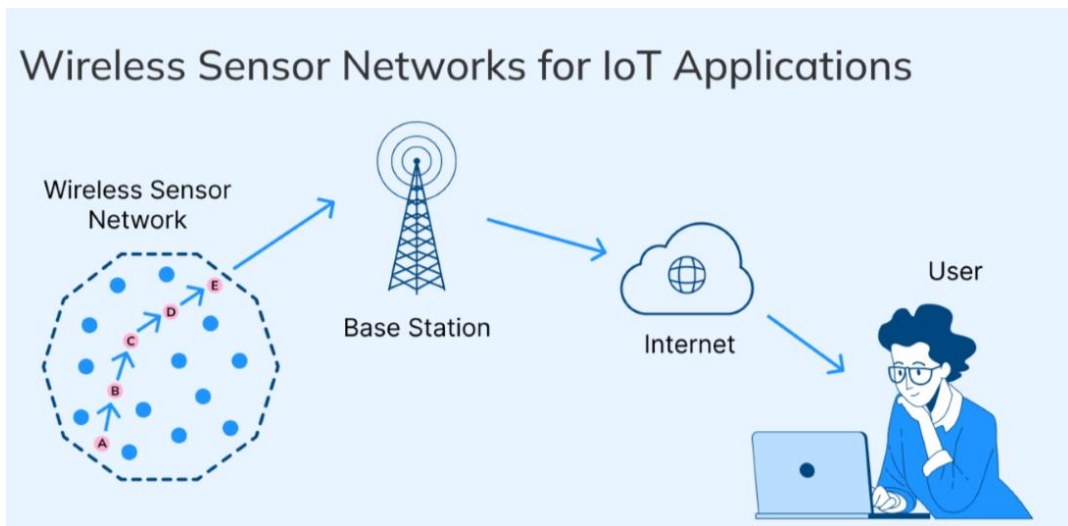 Wireless Sensor Networks for IoT Applications
Wireless Sensor
Network
A
B
C
D
E
Base Station
Internet
User